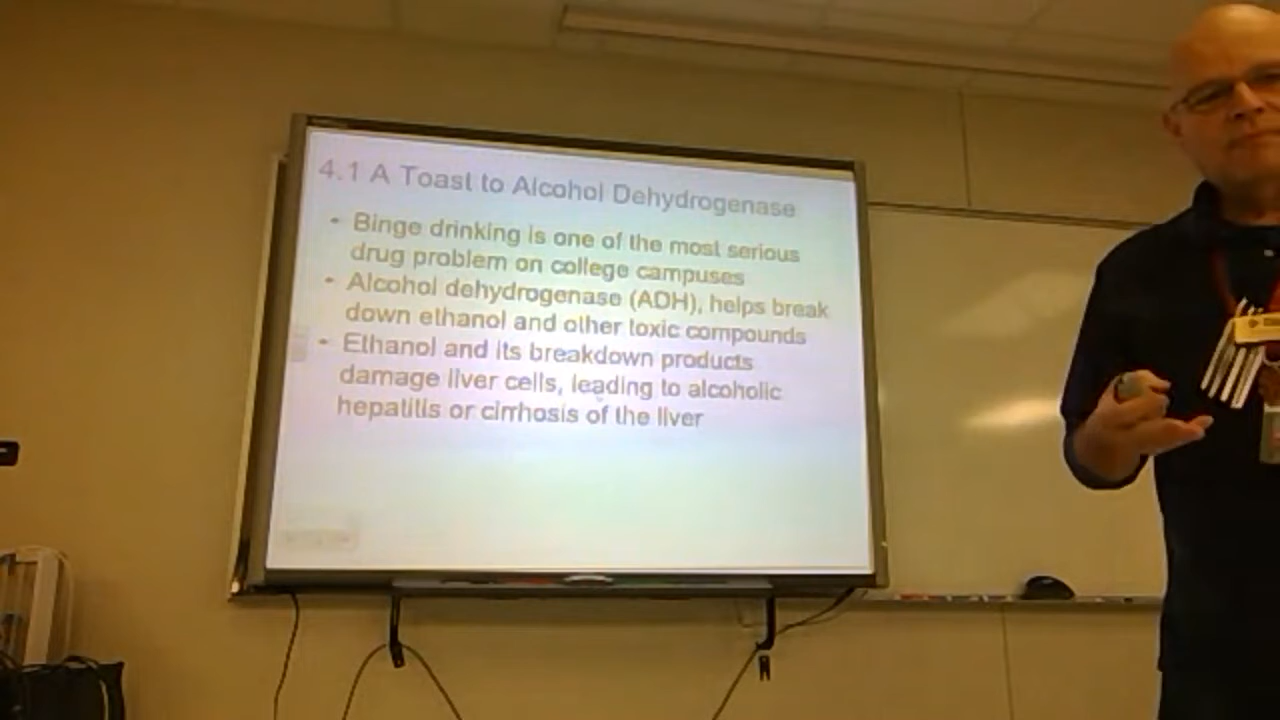 4.1 A Toast to Alcohol Dehydrogenase
• Binge drinking is one of the most serious
drug problem on college campuses
• Alcohol dehydrogenase (ADH), helps break
down ethanol and other toxic compounds
• Ethanol and its breakdown products
damage liver cells, leading to alcoholic
hepatitis or cirrhosis of the liver